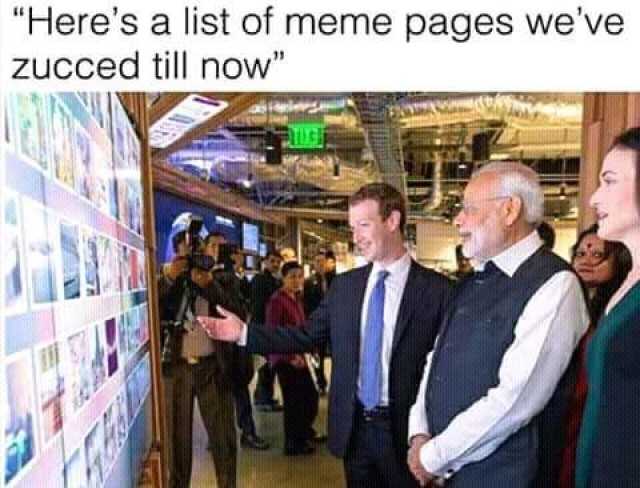 “Here’s a list of meme pages we’ve
zucced till now”